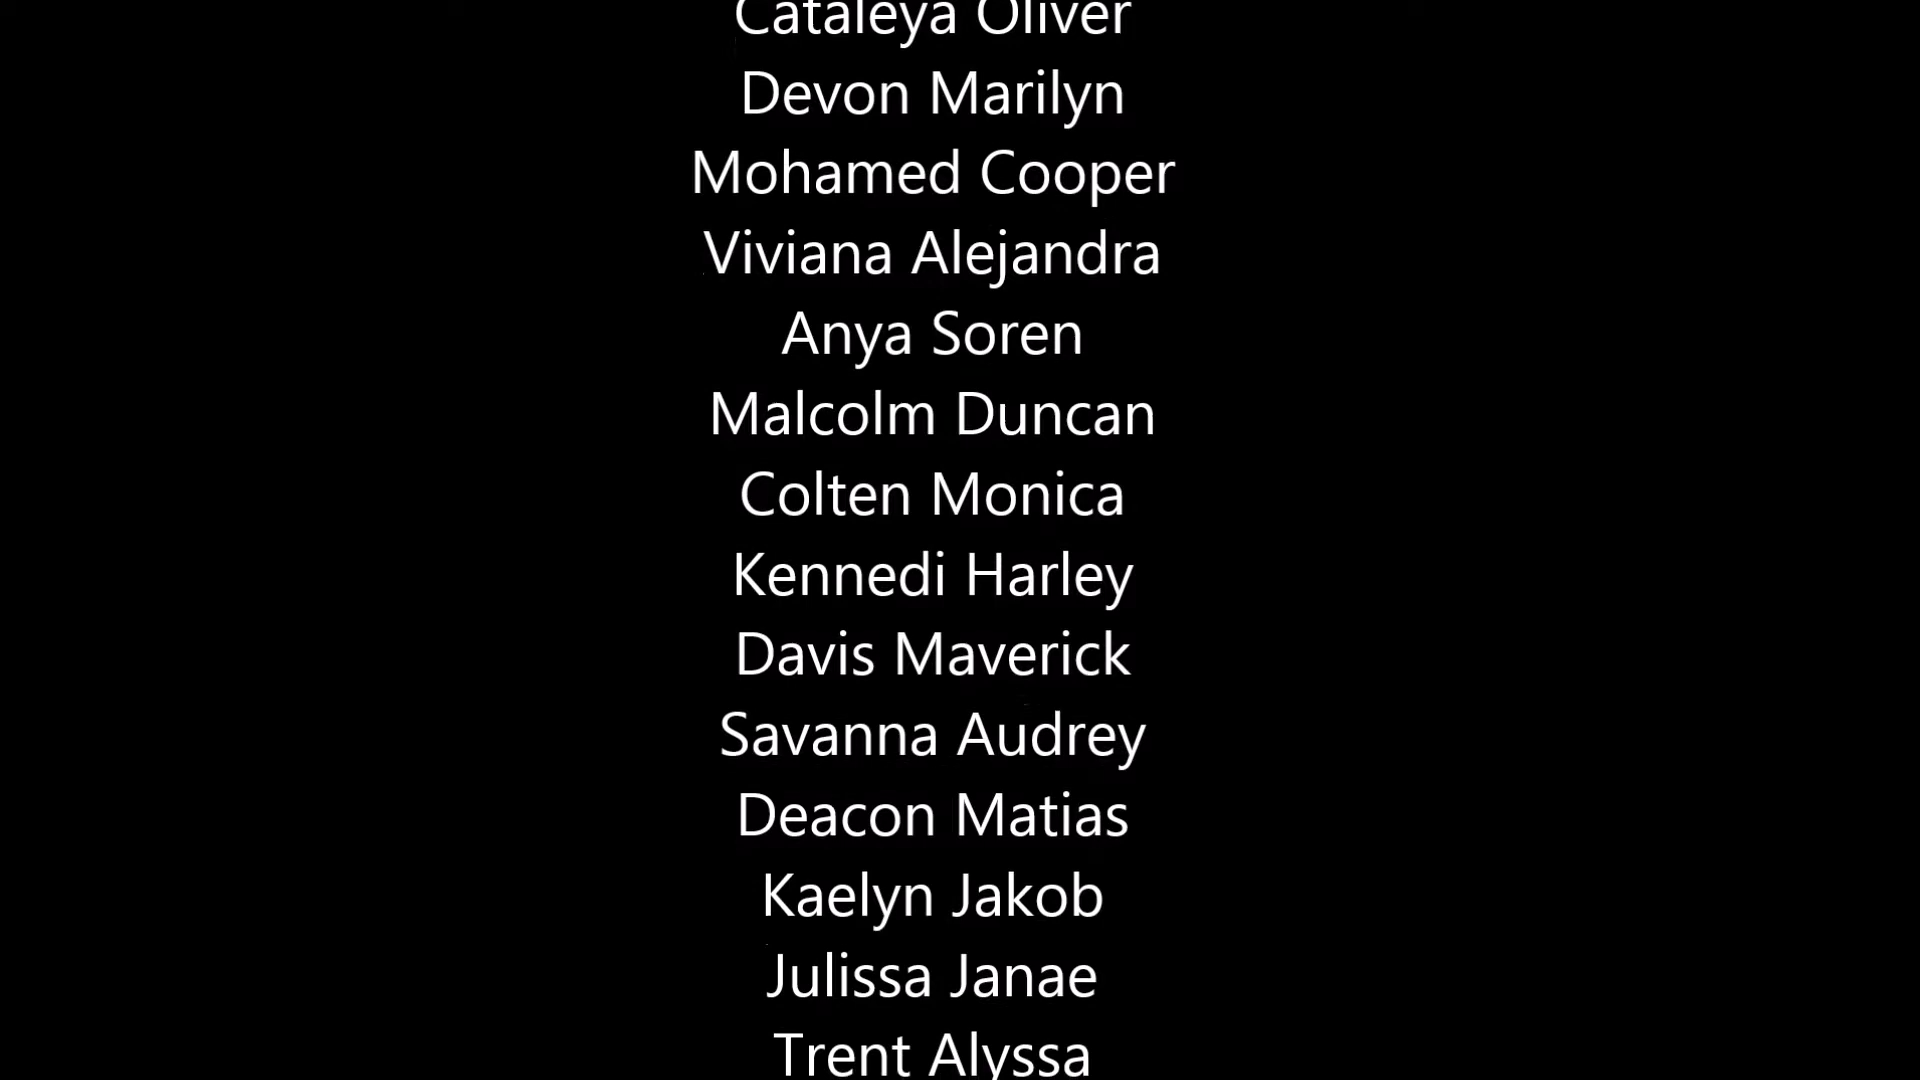 Cataleya Oliver
Devon Marilyn
Mohamed Cooper
Viviana Alejandra
Anya Soren
Malcolm Duncan
Colten Monica
Kennedi Harley
Davis Maverick
Savanna Audrey
Deacon Matias
Kaelyn Jakob
Julissa Janae
Trent Alyssa